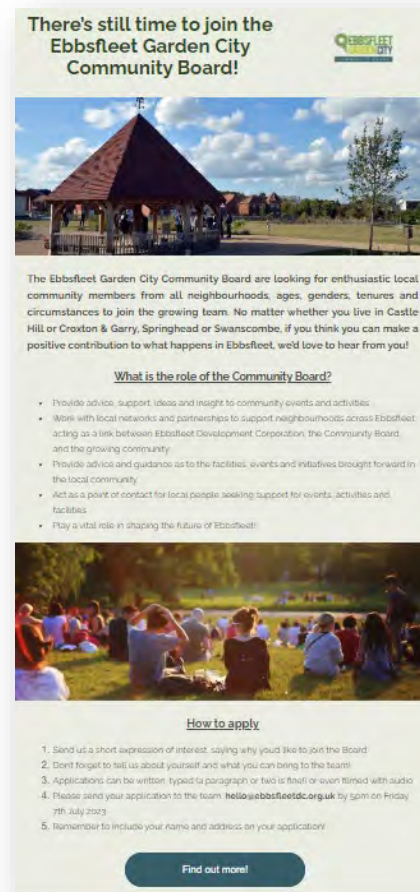 There's still time to join the
Ebbsfleet Garden City
Community Board!
EBBSFLEET
GARDEN CITY
The Ebbsfleet Garden City Community Board are looking for enthusiastic local
community members from all neighbourhoods, ages, genders, tenures and
circumstances to join the growing team. No matter whether you live in Castle
Hill or Croxton & Garry, Springhead or Swanscombe, if you think you can make a
positive contribution to what happens in Ebbsfleet, we'd love to hear from you!
What is the role of the Community Board?
• Provide advice, support, ideas and insight to community events and activities
• Work with local networks and partnerships to support neighbourhoods across Ebbsfleet,
acting as a link between Ebbsfleet Development Corporation, the Community Board,
and the growing community
• Provide advice and guidance as to the facilities, events and initiatives brought forward in
the local community
• Act as a point of contact for local people seeking support for events, activities and
facilities
• Play a vital role in shaping the future of Ebbsfleet!
How to apply
1. Send us a short expression of interest, saying why you'd like to join the Board
2. Don't forget to tell us about yourself and what you can bring to the team!
3. Applications can be written, typed (a paragraph or two is fine!) or even filmed with audio
4. Please send your application to the team: hello@ebbsfleetdc.org.uk by 5pm on Friday
7th July 2023
5. Remember to include your name and address on your application!
Find out more!